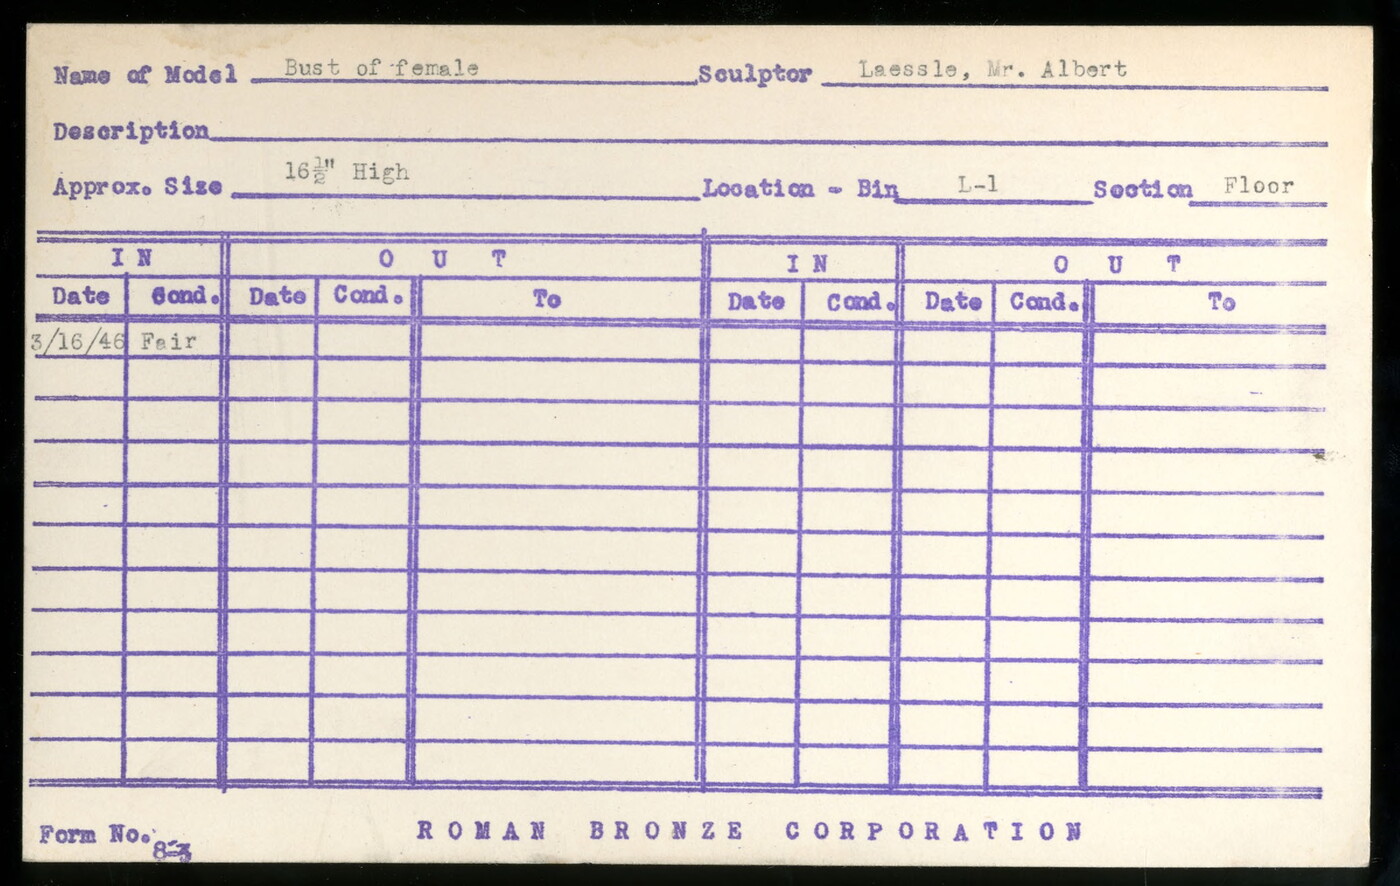 Name of Model Bust of female Sculptor Laessle, Mr. Albert
Description
Approx. Size 16½" High Location - Bin L-1 Section Floor
IN OUT IN OUT
Date Cond. Date Cond. To Date Cond. Date Cond. To
3/16/46 Fair
Form No. 8-3 ROMAN BRONZE CORPORATION